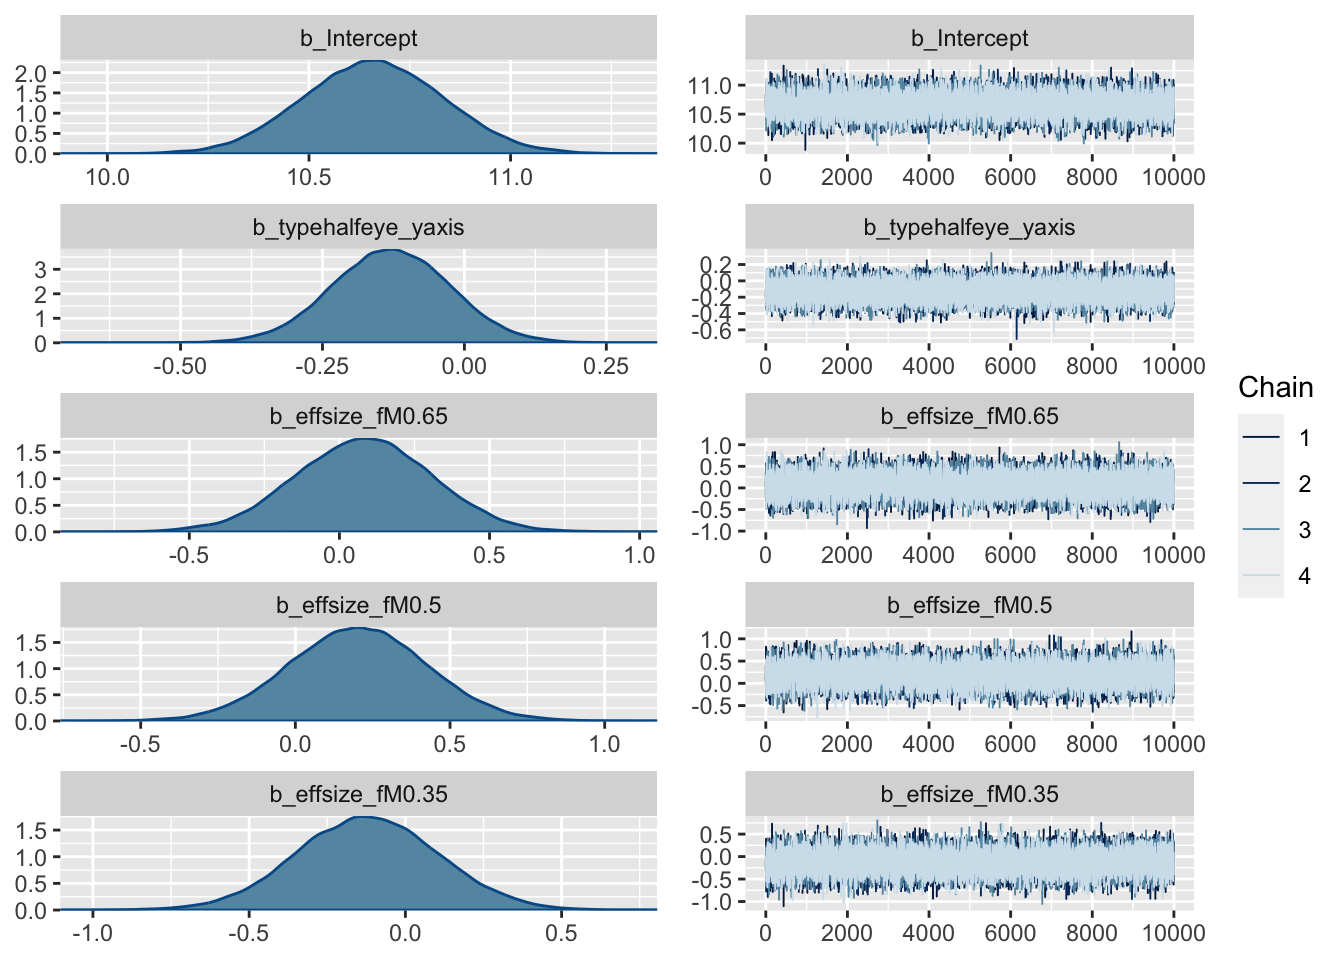 b_Intercept
2.0
1.5
1.0
0.5
0.0
10.0 10.5 11.0
b_Intercept
11.0
10.5
10.0
0 2000 4000 6000 8000 10000
b_typehalfeye_yaxis
3
2
1
0
-0.50 -0.25 0.00 0.25
b_typehalfeye_yaxis
0.2
0.0
-0.2
-0.4
-0.6
0 2000 4000 6000 8000 10000
b_effsize_fM0.65
1.5
1.0
0.5
0.0
-0.5 0.0 0.5 1.0
b_effsize_fM0.65
1.0
0.5
0.0
-0.5
-1.0
0 2000 4000 6000 8000 10000
b_effsize_fM0.5
1.5
1.0
0.5
0.0
-0.5 0.0 0.5 1.0
b_effsize_fM0.5
1.0
0.5
0.0
-0.5
0 2000 4000 6000 8000 10000
b_effsize_fM0.35
1.5
1.0
0.5
0.0
-1.0 -0.5 0.0 0.5
b_effsize_fM0.35
0.5
0.0
-0.5
-1.0
0 2000 4000 6000 8000 10000
Chain
1
2
3
4